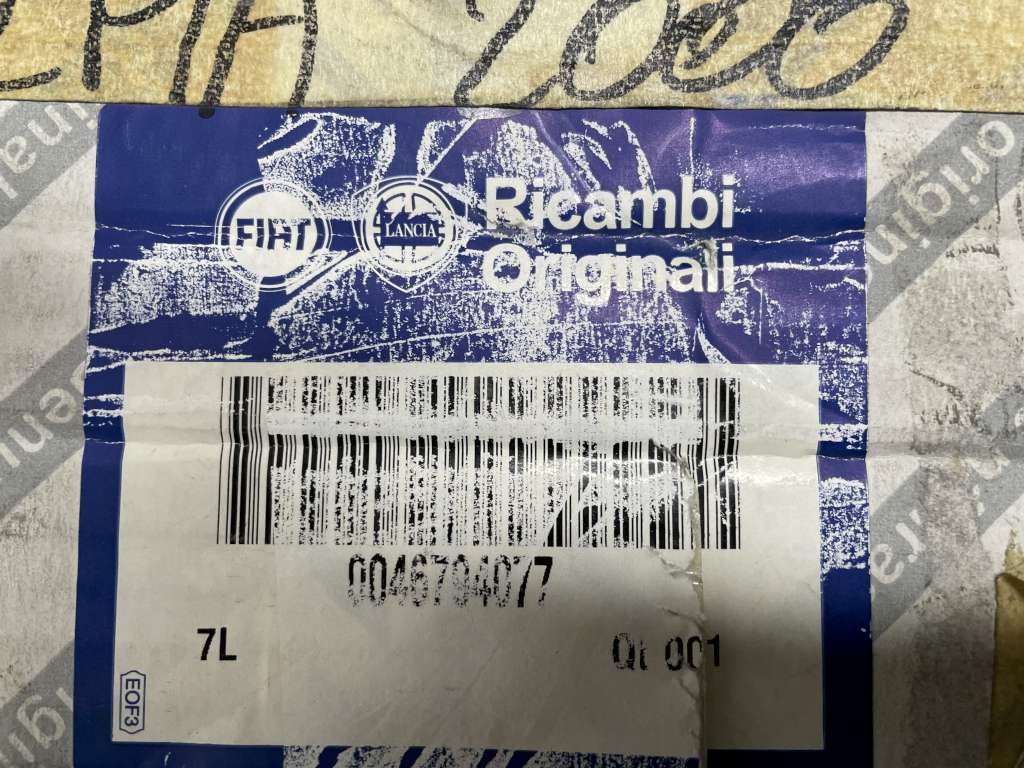 2000
FIAT
LANCIA
Ricambi
Originali
0046794077
7L
Qt 001
EOF3